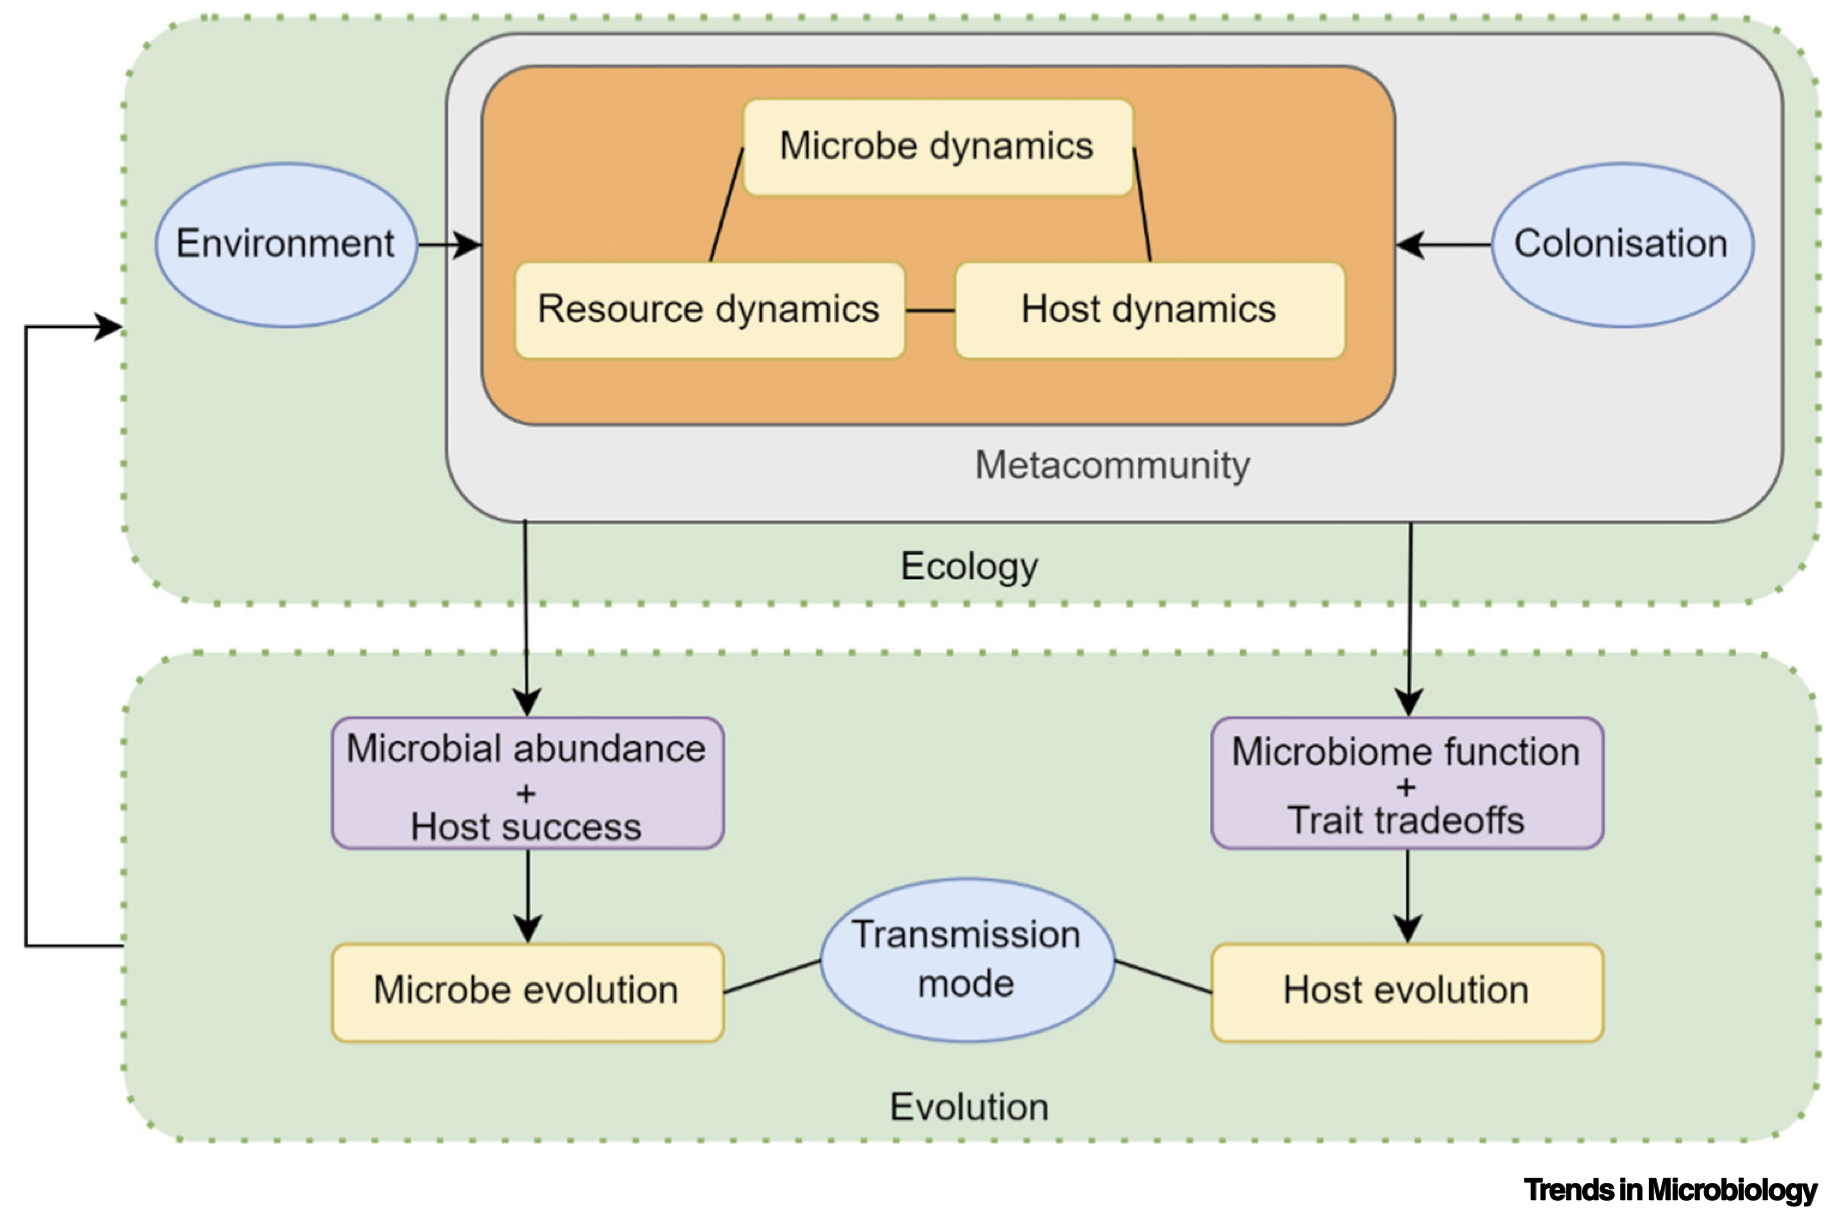 Microbe dynamics
Environment
Colonisation
Resource dynamics
Host dynamics
Metacommunity
Ecology
Microbial abundance
+
Host success
Microbiome function
+
Trait tradeoffs
Transmission
mode
Microbe evolution
Host evolution
Evolution
Trends in Microbiology